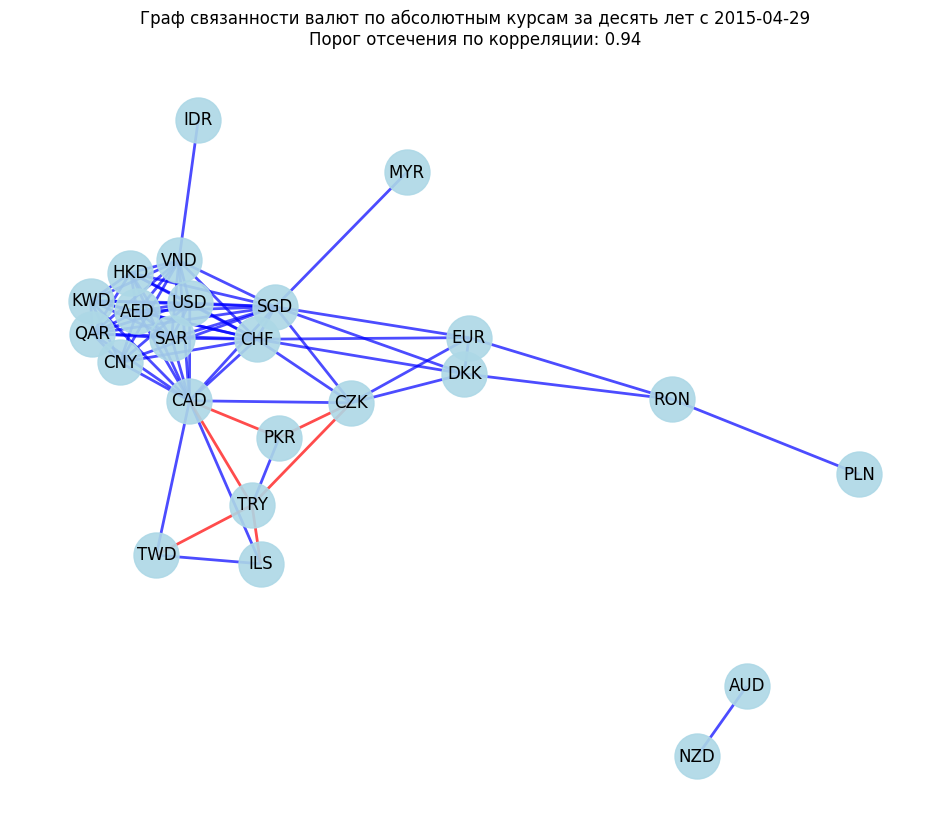 Граф связанности валют по абсолютным курсам за десять лет с 2015-04-29
Порог отсечения по корреляции: 0.94
IDR
MYR
VND
HKD
KWD
USD
AED
SGD
QAR
SAR
CHF
EUR
CNY
DKK
CAD
CZK
RON
PKR
PLN
TRY
TWD
ILS
AUD
NZD